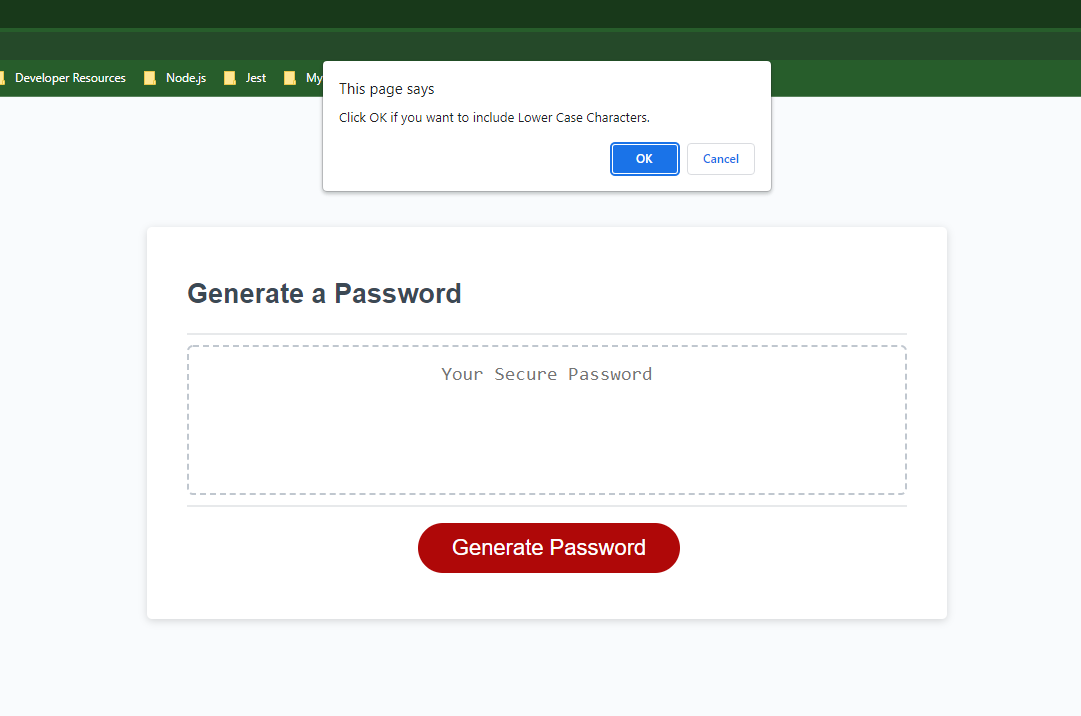 Developer Resources Node.js Jest My
This page says
Click OK if you want to include Lower Case Characters.
OK Cancel
Generate a Password
Your Secure Password
Generate Password